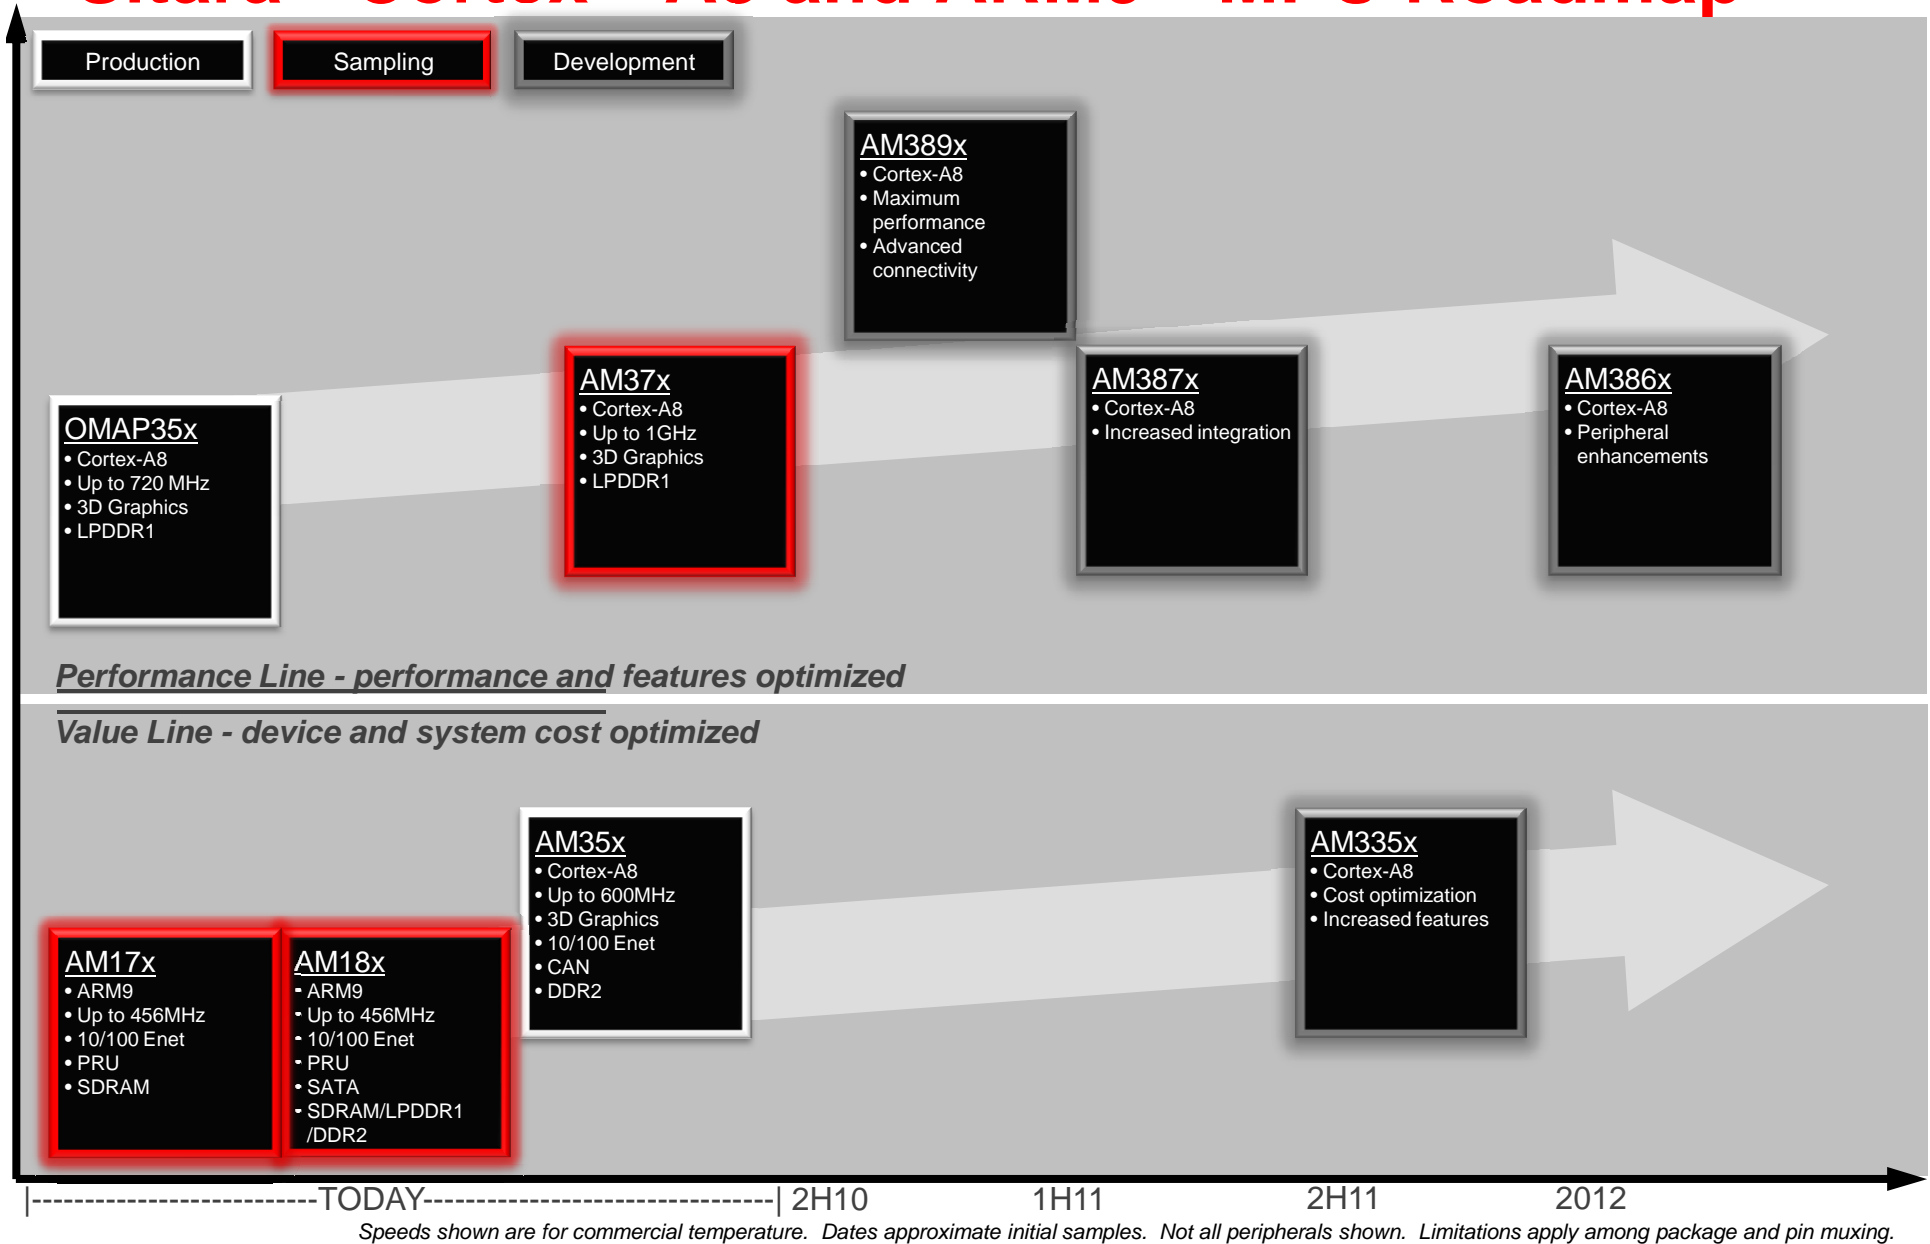 Production
Sampling
Development
AM389x
• Cortex-A8
• Maximum
performance
• Advanced
connectivity
OMAP35x
• Cortex-A8
• Up to 720 MHz
• 3D Graphics
• LPDDR1
AM37x
• Cortex-A8
• Up to 1GHz
• 3D Graphics
• LPDDR1
AM387x
• Cortex-A8
• Increased integration
AM386x
• Cortex-A8
• Peripheral
enhancements
Performance Line - performance and features optimized
Value Line - device and system cost optimized
AM17x
• ARM9
• Up to 456MHz
• 10/100 Enet
• PRU
• SDRAM
AM18x
• ARM9
• Up to 456MHz
• 10/100 Enet
• PRU
• SATA
• SDRAM/LPDDR1
/DDR2
AM35x
• Cortex-A8
• Up to 600MHz
• 3D Graphics
• 10/100 Enet
• CAN
• DDR2
AM335x
• Cortex-A8
• Cost optimization
• Increased features
|---------------------------TODAY---------------------------------| 2H10 1H11 2H11 2012
Speeds shown are for commercial temperature. Dates approximate initial samples. Not all peripherals shown. Limitations apply among package and pin muxing.